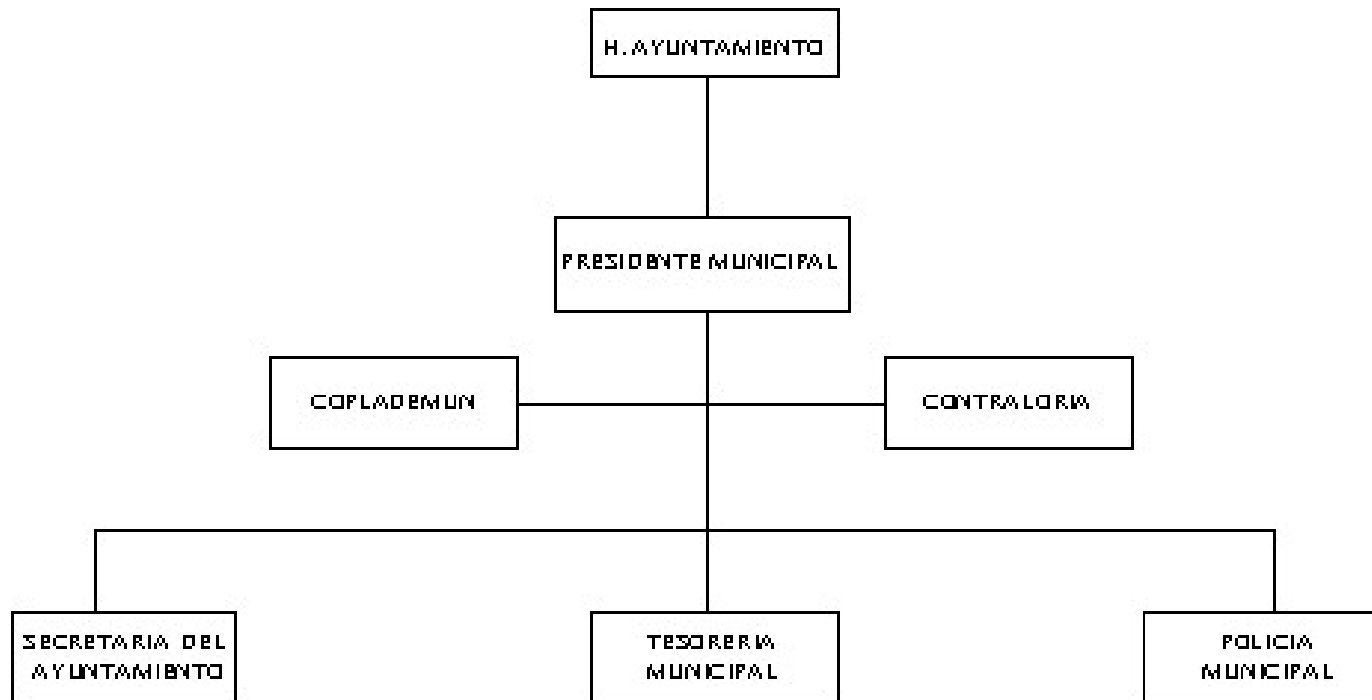 H. AYUNTAMIENTO
PRESIDENTE MUNICIPAL
COPLADEMUN
CONTRALORIA
SECRETARIA DEL
AYUNTAMIENTO
TESORERIA
MUNICIPAL
POLICIA
MUNICIPAL